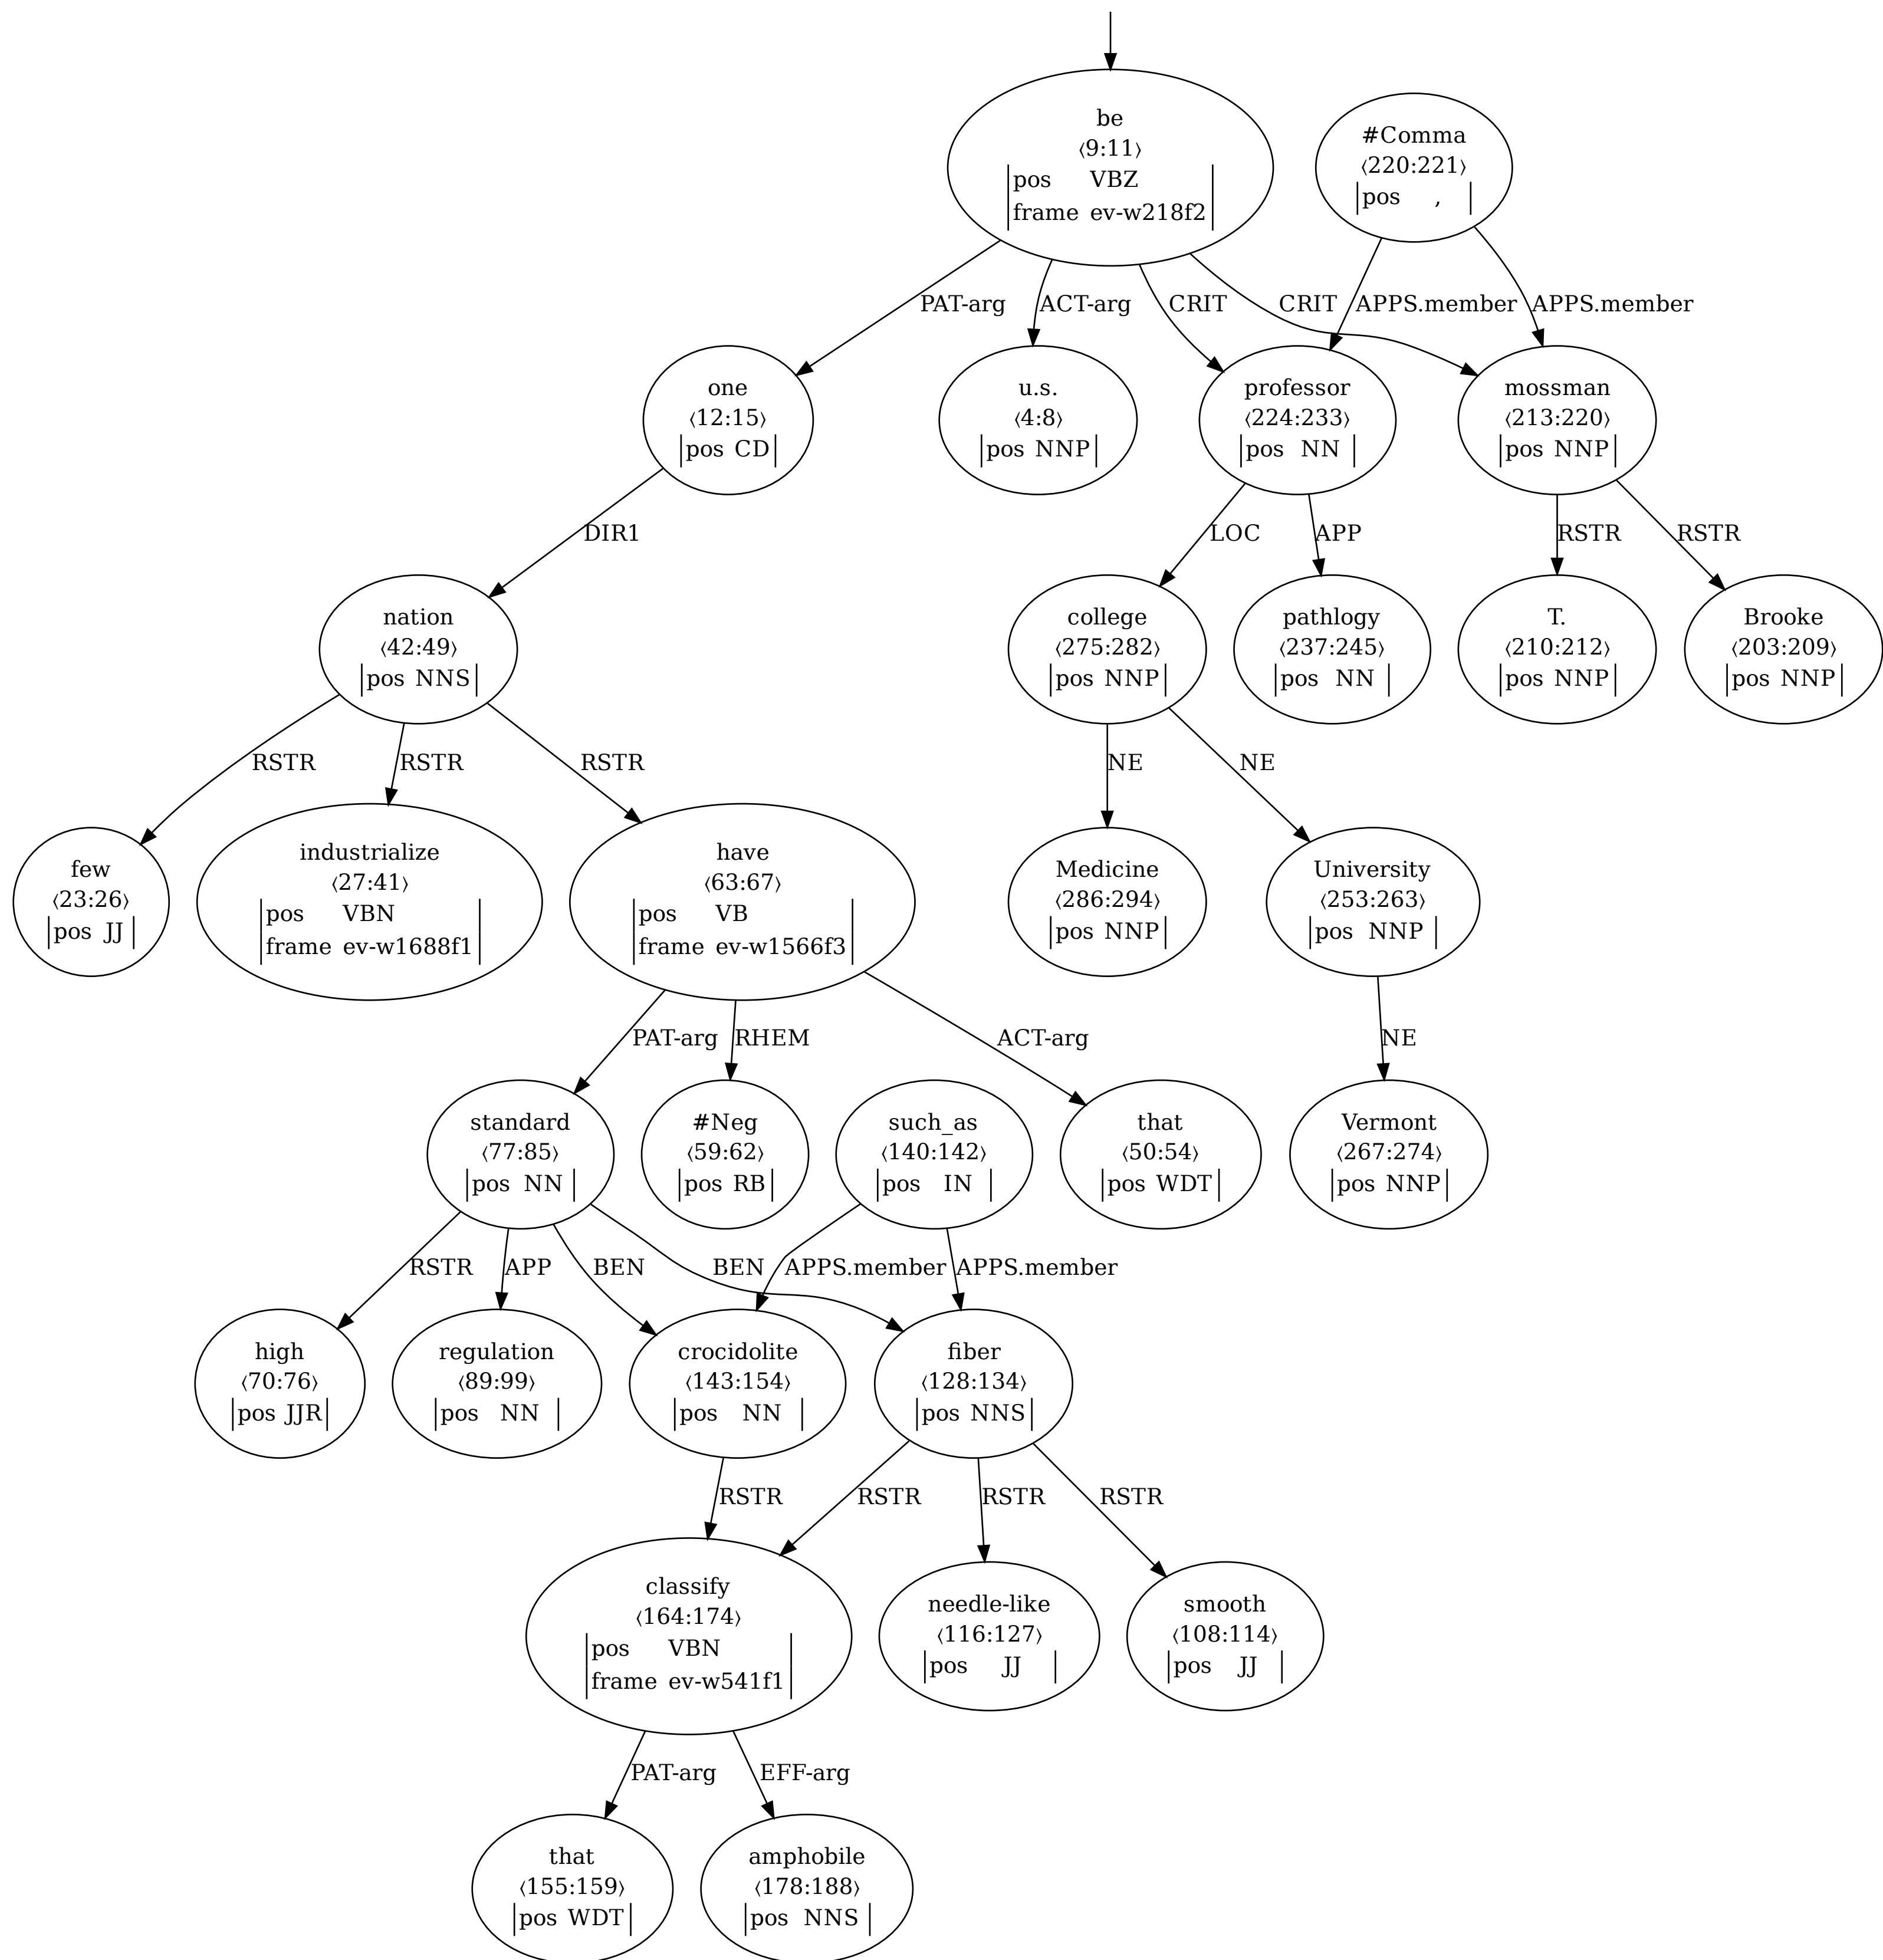 be
⟨9:11⟩
pos VBZ
frame ev-w218f2
#Comma
⟨220:221⟩
pos ,
PAT-arg
ACT-arg
CRIT
CRIT
APPS.member
APPS.member
one
⟨12:15⟩
pos CD
u.s.
⟨4:8⟩
pos NNP
professor
⟨224:233⟩
pos NN
mossman
⟨213:220⟩
pos NNP
DIR1
LOC
APP
RSTR
RSTR
nation
⟨42:49⟩
pos NNS
college
⟨275:282⟩
pos NNP
pathlogy
⟨237:245⟩
pos NN
T.
⟨210:212⟩
pos NNP
Brooke
⟨203:209⟩
pos NNP
RSTR
RSTR
RSTR
NE
NE
few
⟨23:26⟩
pos JJ
industrialize
⟨27:41⟩
pos VBN
frame ev-w1688f1
have
⟨63:67⟩
pos VB
frame ev-w1566f3
Medicine
⟨286:294⟩
pos NNP
University
⟨253:263⟩
pos NNP
PAT-arg
RHEM
ACT-arg
NE
standard
⟨77:85⟩
pos NN
#Neg
⟨59:62⟩
pos RB
such_as
⟨140:142⟩
pos IN
that
⟨50:54⟩
pos WDT
Vermont
⟨267:274⟩
pos NNP
RSTR
APP
BEN
BEN
APPS.member
APPS.member
high
⟨70:76⟩
pos JJR
regulation
⟨89:99⟩
pos NN
crocidolite
⟨143:154⟩
pos NN
fiber
⟨128:134⟩
pos NNS
RSTR
RSTR
RSTR
RSTR
classify
⟨164:174⟩
pos VBN
frame ev-w541f1
needle-like
⟨116:127⟩
pos JJ
smooth
⟨108:114⟩
pos JJ
PAT-arg
EFF-arg
that
⟨155:159⟩
pos WDT
amphobile
⟨178:188⟩
pos NNS